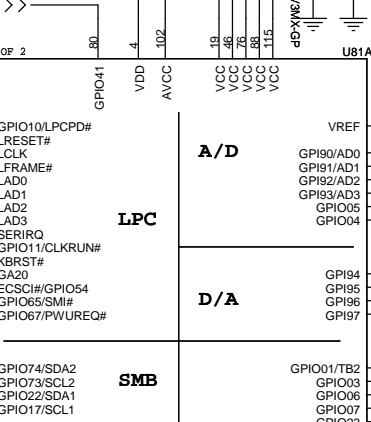 >>
3MX-GP
OF 2
80
4
102
19
46
76
88
115
U81A
GPIO41
VDD
AVCC
VCC
VCC
VCC
VCC
VCC
GPIO10/LPCPD#
LRESET#
LCLK
LFRAME#
LAD0
LAD1
LAD2
LAD3
SERIRQ
GPIO11/CLKRUN#
KBRST#
GA20
ECSCI#/GPIO54
GPIO65/SMI#
GPIO67/PWUREQ#
LPC
A/D
VREF
GPI90/AD0
GPI91/AD1
GPI92/AD2
GPI93/AD3
GPIO05
GPIO04
D/A
GPI94
GPI95
GPI96
GPI97
GPIO74/SDA2
GPIO73/SCL2
GPIO22/SDA1
GPIO17/SCL1
SMB
GPIO01/TB2
GPIO03
GPIO06
GPIO07